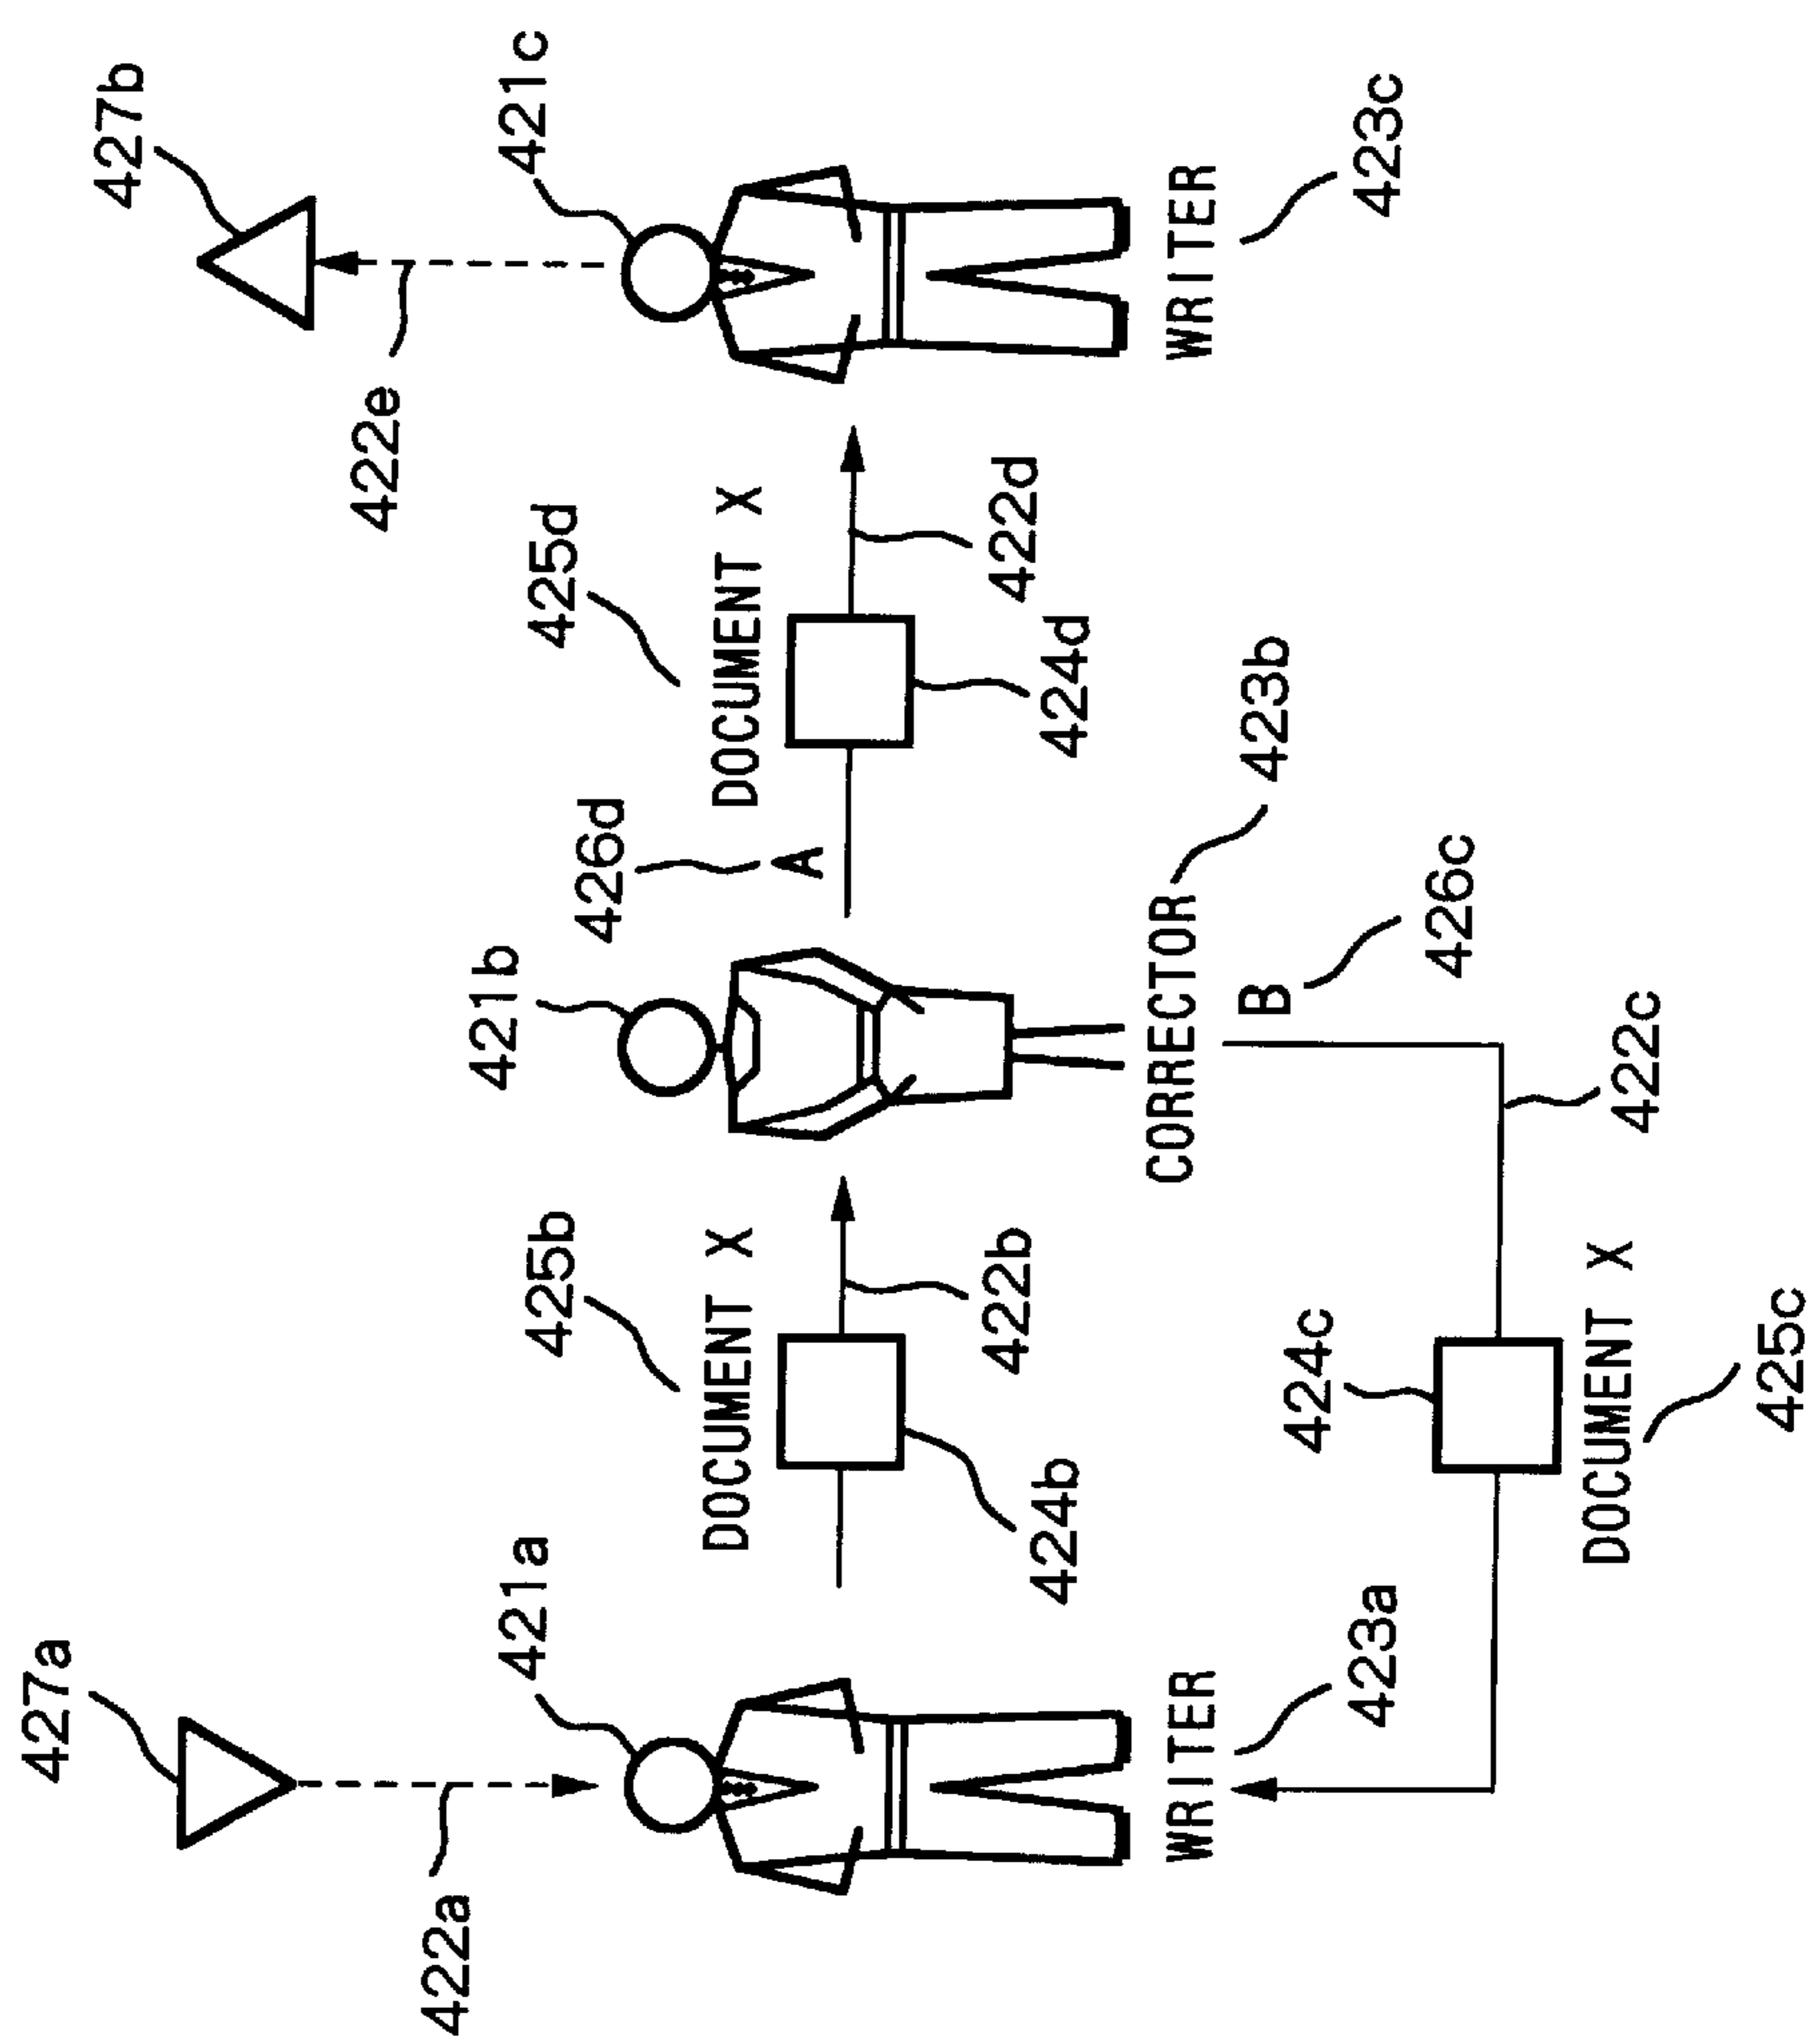 427a
427b
422a
422e
421a
421b
421c
425b
425d
426d
DOCUMENT X
DOCUMENT X
A
422b
422d
424b
424d
WRITER
CORRECTOR
WRITER
B
423b
424c
423a
423c
426c
DOCUMENT X
422c
425c